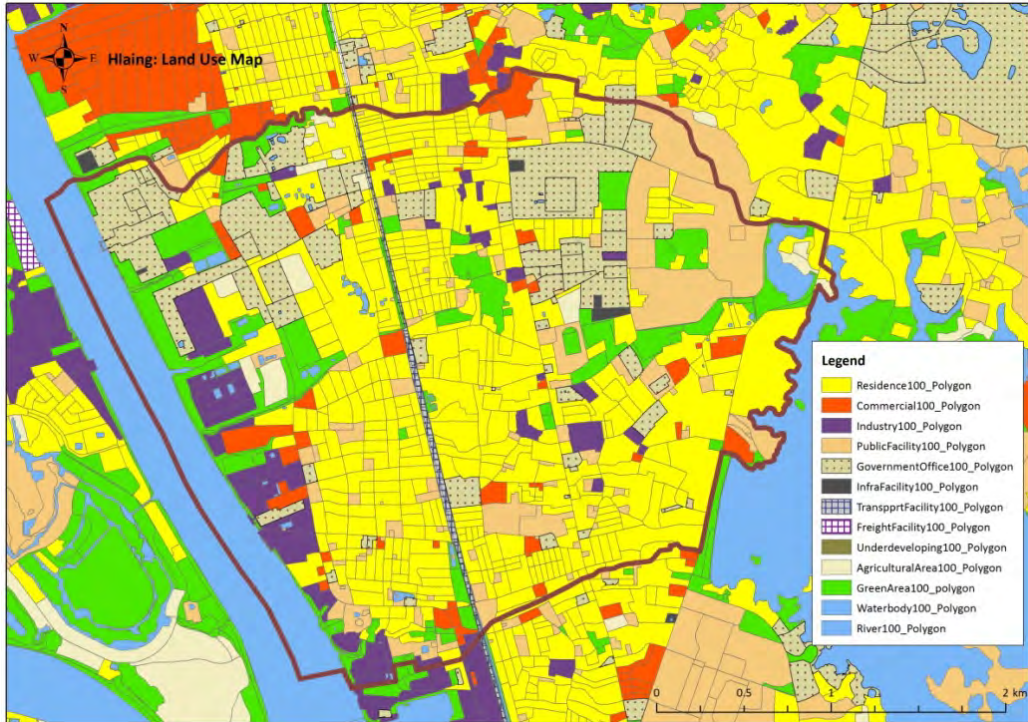 N
W E
S
Hlaing: Land Use Map
Legend
Residence100_Polygon
Commercial100_Polygon
Industry100_Polygon
PublicFacility100_Polygon
GovernmentOffice100_Polygon
InfraFacility100_Polygon
TranspprtFacility100_Polygon
FreightFacility100_Polygon
Underdeveloping100_Polygon
AgriculturalArea100_Polygon
GreenArea100_polygon
Waterbody100_Polygon
River100_Polygon
0 0.5 1 2 km